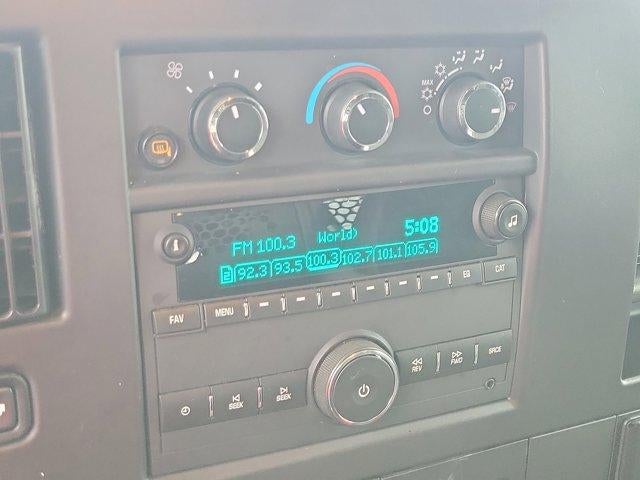 MAX
FM 100.3 World> 5:08
2 92.3 93.5 100.3 102.7 101.1 105.9
i
FAV MENU EQ CAT
SEEK SEEK REV FWD SRCE